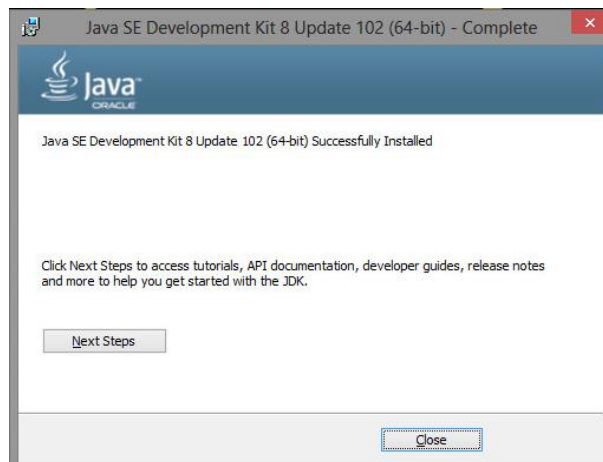 Java SE Development Kit 8 Update 102 (64-bit) - Complete
Java
ORACLE
Java SE Development Kit 8 Update 102 (64-bit) Successfully Installed
Click Next Steps to access tutorials, API documentation, developer guides, release notes
and more to help you get started with the JDK.
Next Steps
Close